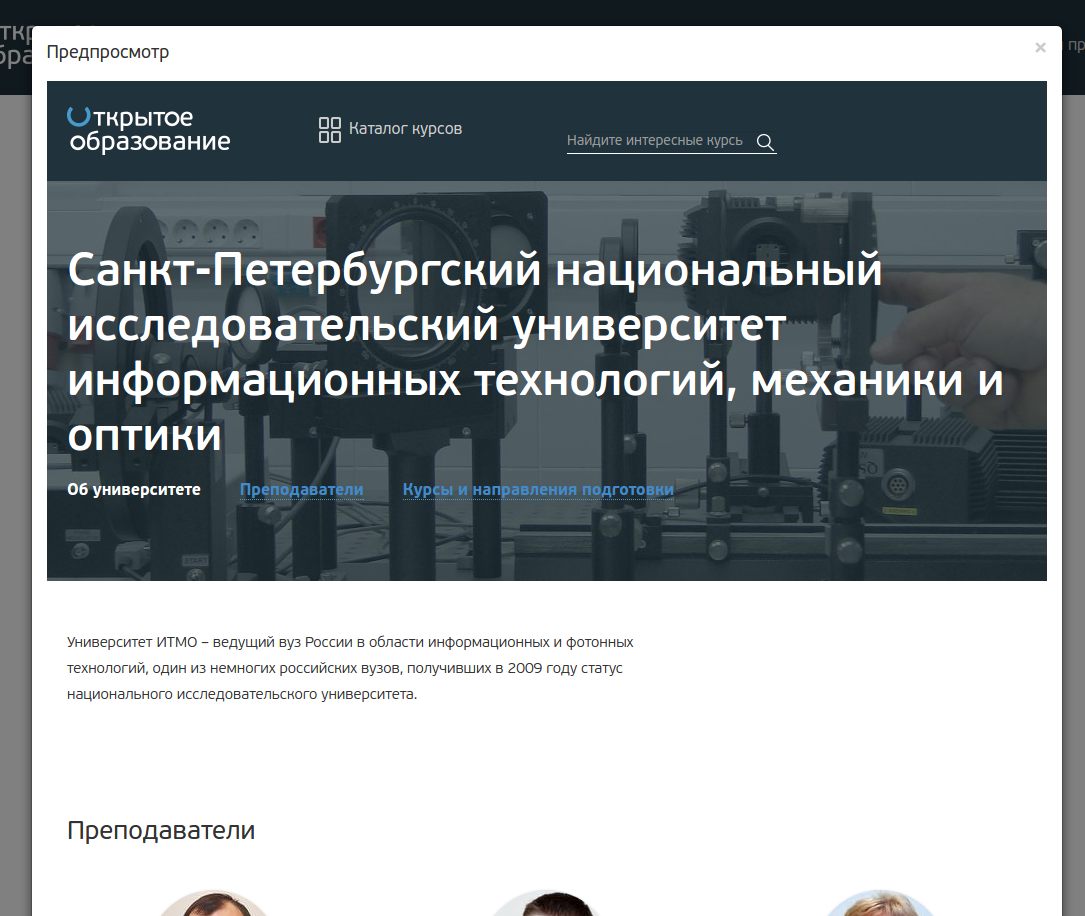 Предпросмотр
×
Открытое
образование
Каталог курсов
Найдите интересные курсы
Санкт-Петербургский национальный
исследовательский университет
информационных технологий, механики и
оптики
Об университете Преподаватели Курсы и направления подготовки
Университет ИТМО – ведущий вуз России в области информационных и фотонных
технологий, один из немногих российских вузов, получивших в 2009 году статус
национального исследовательского университета.
Преподаватели